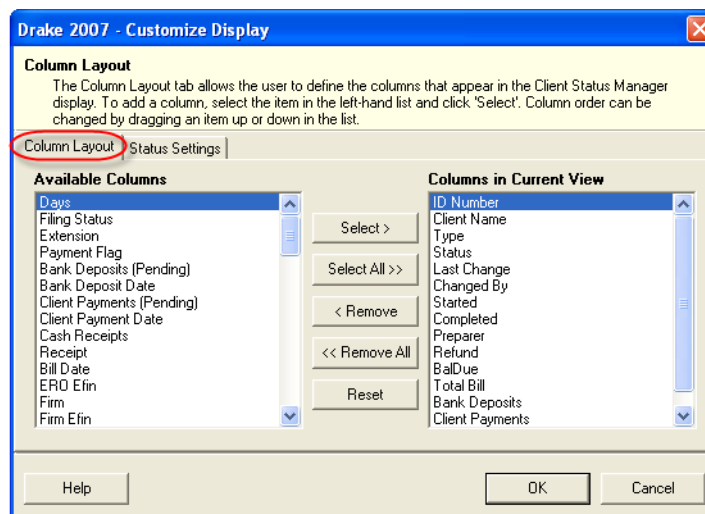 Drake 2007 - Customize Display
Column Layout
The Column Layout tab allows the user to define the columns that appear in the Client Status Manager
display. To add a column, select the item in the left-hand list and click 'Select'. Column order can be
changed by dragging an item up or down in the list.
Column Layout
Status Settings
Available Columns
Days
Filing Status
Extension
Payment Flag
Bank Deposits (Pending)
Bank Deposit Date
Client Payments (Pending)
Client Payment Date
Cash Receipts
Receipt
Bill Date
ERO Efin
Firm
Firm Efin
Select >
Select All >>
< Remove
<< Remove All
Reset
Columns in Current View
ID Number
Client Name
Type
Status
Last Change
Changed By
Started
Completed
Preparer
Refund
BalDue
Total Bill
Bank Deposits
Client Payments
Help
OK
Cancel